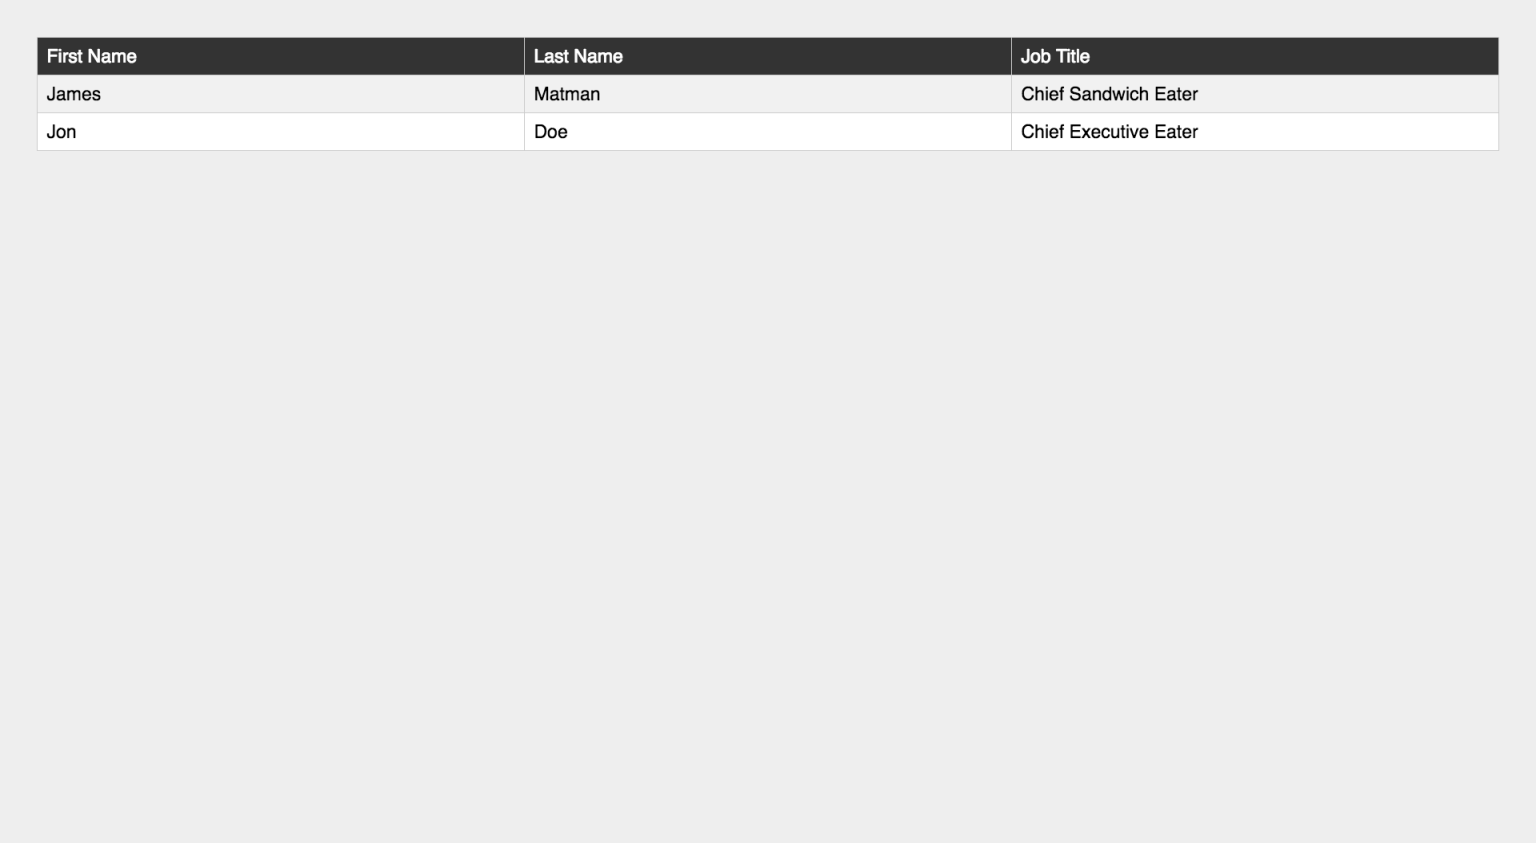 First Name Last Name Job Title
James Matman Chief Sandwich Eater
Jon Doe Chief Executive Eater